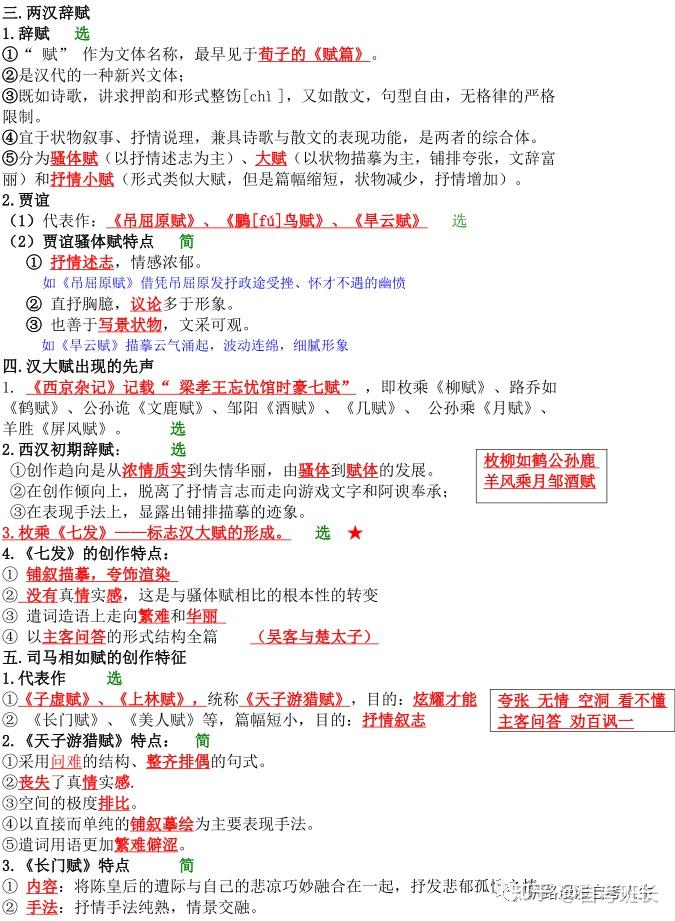 三.两汉辞赋
1.辞赋 选
①“ 赋” 作为文体名称，最早见于荀子的《赋篇》。
②是汉代的一种新兴文体；
③既如诗歌，讲求押韵和形式整饬[chì ]，又如散文，句型自由，无格律的严格
限制。
④宜于状物叙事、抒情说理，兼具诗歌与散文的表现功能，是两者的综合体。
⑤分为骚体赋（以抒情述志为主）、大赋（以状物描摹为主，铺排夸张，文辞富
丽）和抒情小赋（形式类似大赋，但是篇幅缩短，状物减少，抒情增加）。
2.贾谊
（1）代表作：《吊屈原赋》、《鵩[fú]鸟赋》、《旱云赋》 选
（2）贾谊骚体赋特点 简
① 抒情述志，情感浓郁。
如《吊屈原赋》借凭吊屈原发抒政途受挫、怀才不遇的幽愤
② 直抒胸臆，议论多于形象。
③ 也善于写景状物，文采可观。
如《旱云赋》描摹云气涌起，波动连绵，细腻形象
四.汉大赋出现的先声
1. 《西京杂记》记载“ 梁孝王忘忧馆时豪七赋” ，即枚乘《柳赋》、路乔如
《鹤赋》、公孙诡《文鹿赋》、邹阳《酒赋》、《几赋》、 公孙乘《月赋》、
羊胜《屏风赋》。 选
2.西汉初期辞赋： 选
①创作趋向是从浓情质实到失情华丽，由骚体到赋体的发展。
②在创作倾向上，脱离了抒情言志而走向游戏文字和阿谀奉承；
③在表现手法上，显露出铺排描摹的迹象。
枚柳如鹤公孙鹿
羊风乘月邹酒赋
3.枚乘《七发》——标志汉大赋的形成。 选 ★
4.《七发》的创作特点：
① 铺叙描摹，夸饰渲染
② 没有真情实感，这是与骚体赋相比的根本性的转变
③ 遣词造语上走向繁难和华丽
④ 以主客问答的形式结构全篇 （吴客与楚太子）
五.司马相如赋的创作特征
1.代表作 选
①《子虚赋》、《上林赋》，统称《天子游猎赋》，目的：炫耀才能
② 《长门赋》、《美人赋》等，篇幅短小，目的：抒情叙志
夸张 无情 空洞 看不懂
主客问答 劝百讽一
2.《天子游猎赋》特点： 简
①采用问难的结构、整齐排偶的句式。
②丧失了真情实感.
③空间的极度排比。
④以直接而单纯的铺叙摹绘为主要表现手法。
⑤遣词用语更加繁难僻涩。
3.《长门赋》特点 简
① 内容：将陈皇后的遭际与自己的悲凉巧妙融合在一起，抒发悲郁孤
② 手法：抒情手法纯熟，情景交融。